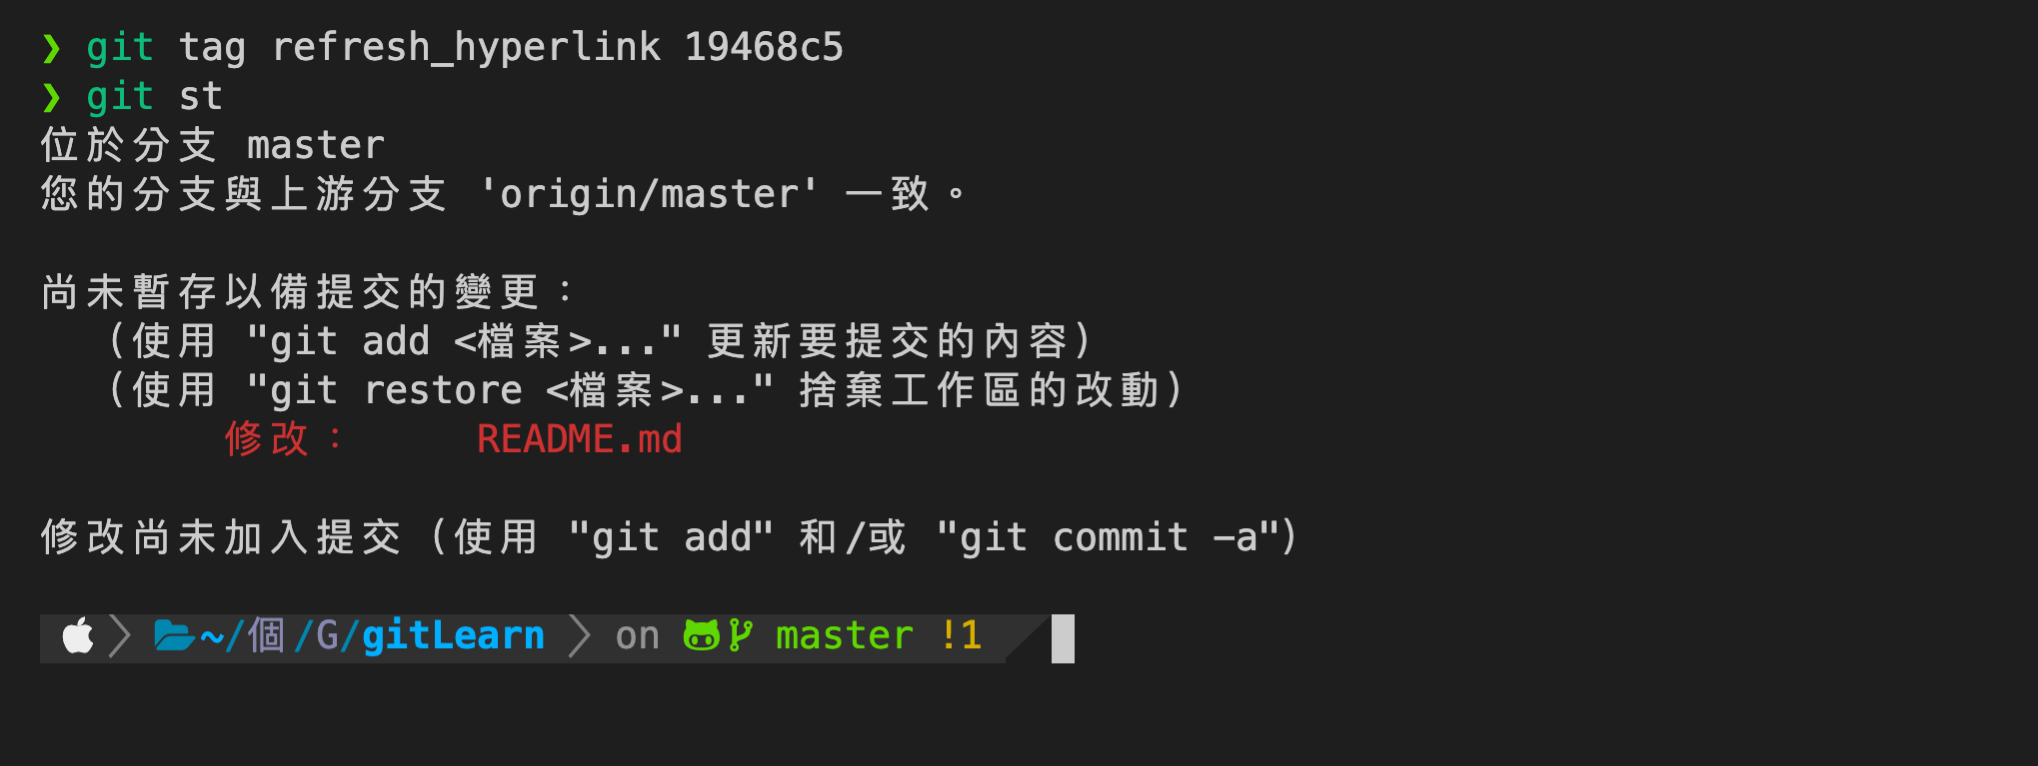 ❯ git tag refresh_hyperlink 19468c5
❯ git st
位於分支 master
您的分支與上游分支 'origin/master' 一致。
尚未暫存以備提交的變更：
（使用 "git add <檔案>..." 更新要提交的內容）
（使用 "git restore <檔案>..." 捨棄工作區的改動）
修改： README.md
修改尚未加入提交（使用 "git add" 和/或 "git commit -a"）
~/個/G/gitLearn on master !1